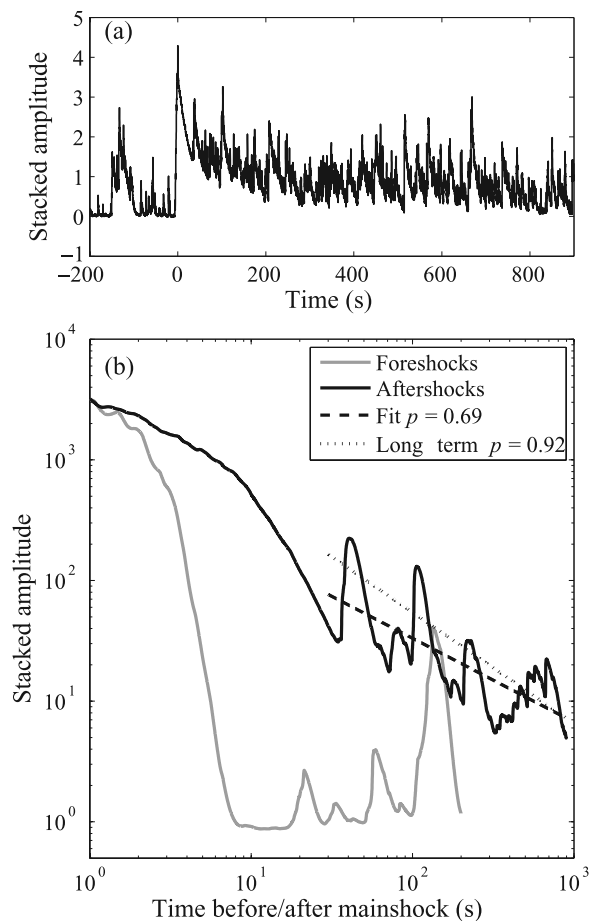 (a)
5
4
3
2
1
0
−1
Stacked amplitude
−200 0 200 400 600 800
Time (s)
(b)
Foreshocks
Aftershocks
Fit p = 0.69
Long term p = 0.92
10^4
10^3
10^2
10^1
10^0
Stacked amplitude
10^0 10^1 10^2 10^3
Time before/after mainshock (s)